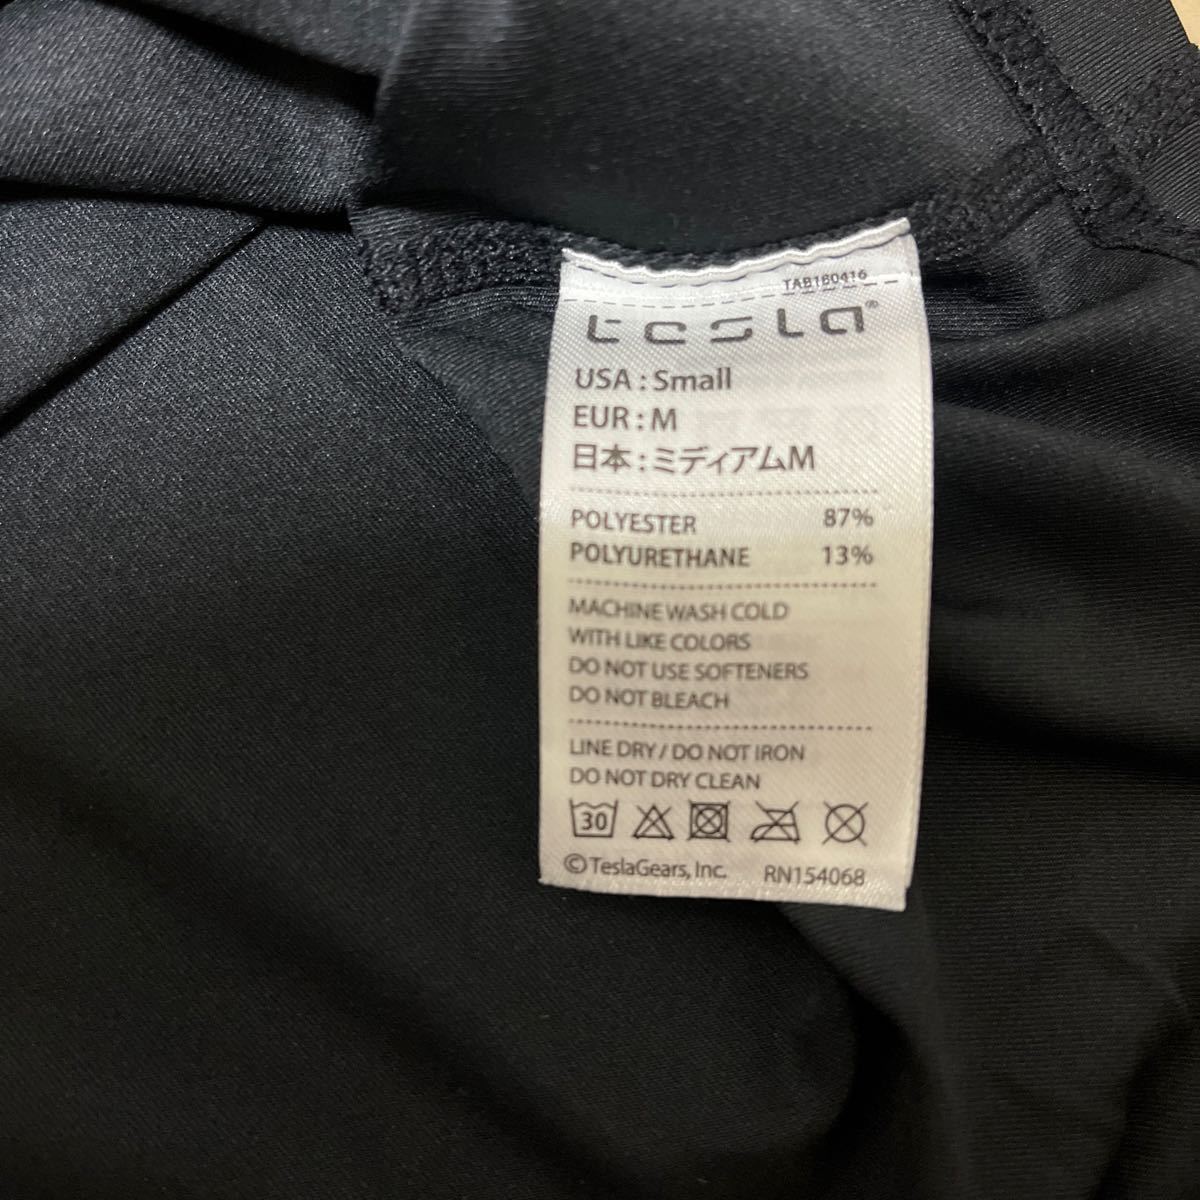 TAB160416
tesla®
USA : Small
EUR : M
日本 : ミディアムM
POLYESTER 87%
POLYURETHANE 13%
MACHINE WASH COLD
WITH LIKE COLORS
DO NOT USE SOFTENERS
DO NOT BLEACH
LINE DRY / DO NOT IRON
DO NOT DRY CLEAN
30
© TeslaGears, Inc. RN154068